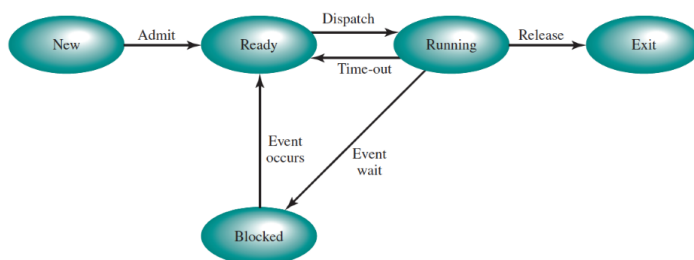 Dispatch
New
Admit
Ready
Running
Release
Exit
Time-out
Event
occurs
Event
wait
Blocked